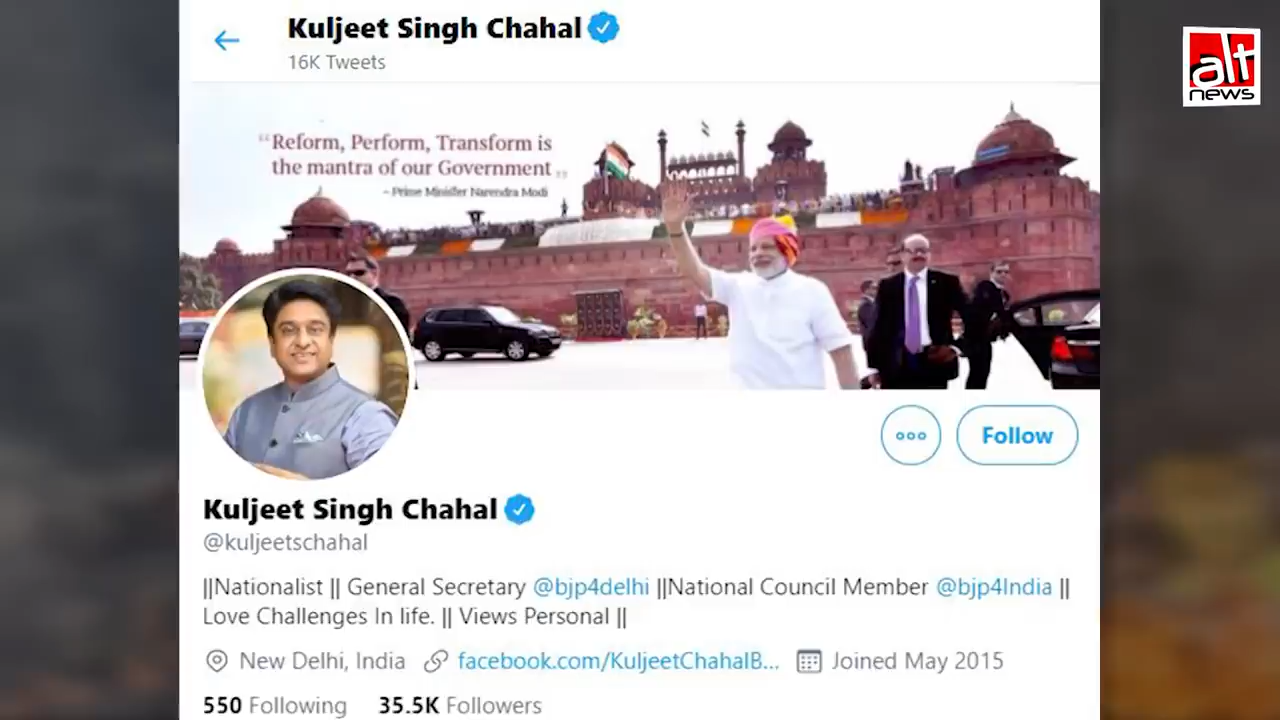 Kuljeet Singh Chahal
16K Tweets
alt
news
“Reform, Perform, Transform is
the mantra of our Government„
– Prime Minister Narendra Modi
Follow
Kuljeet Singh Chahal
@kuljeetschahal
||Nationalist || General Secretary @bjp4delhi ||National Council Member @bjp4India ||
Love Challenges In life. || Views Personal ||
New Delhi, India facebook.com/KuljeetChahalB... Joined May 2015
550 Following 35.5K Followers